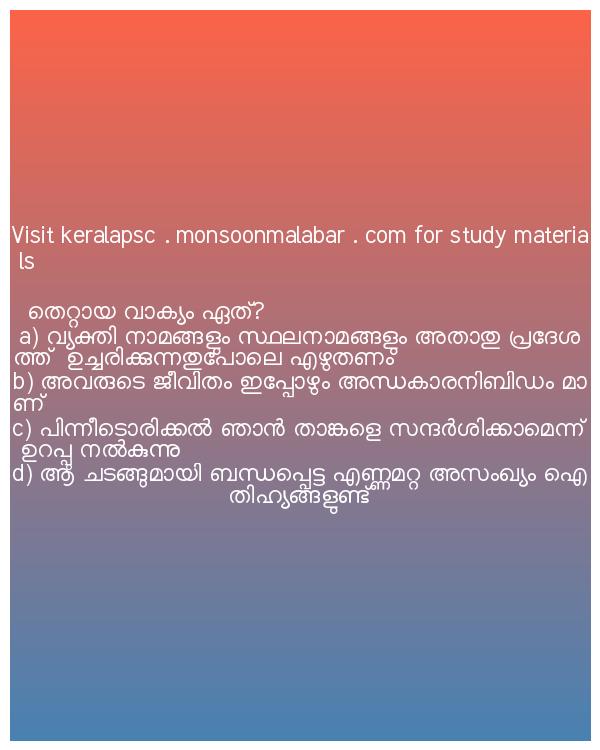 Visit keralapsc . monsoonmalabar . com for study materia
ls
തെറ്റായ വാക്യം ഏത്?
a) വ്യക്തി നാമങ്ങളും സ്ഥലനാമങ്ങളും അതാതു പ്രദേശ
ത്ത് ഉച്ചരിക്കുന്നതുപോലെ എഴുതണം
b) അവരുടെ ജീവിതം ഇപ്പോഴും അന്ധകാരനിബിഡം മാ
ണ്
c) പിന്നീടൊരിക്കൽ ഞാൻ താങ്കളെ സന്ദർശിക്കാമെന്ന്
ഉറപ്പു നൽകുന്നു
d) ആ ചടങ്ങുമായി ബന്ധപ്പെട്ട എണ്ണമറ്റ അസംഖ്യം ഐ
തിഹ്യങ്ങളുണ്ട്